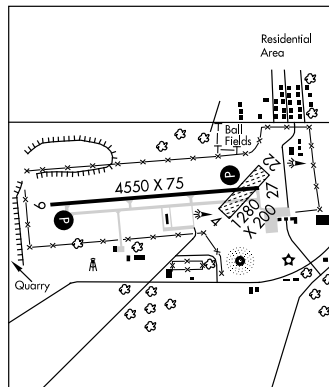 Residential
Area
Ball
Fields
P
22
4550 X 75
9
27
1280
X 200
4
P
Quarry